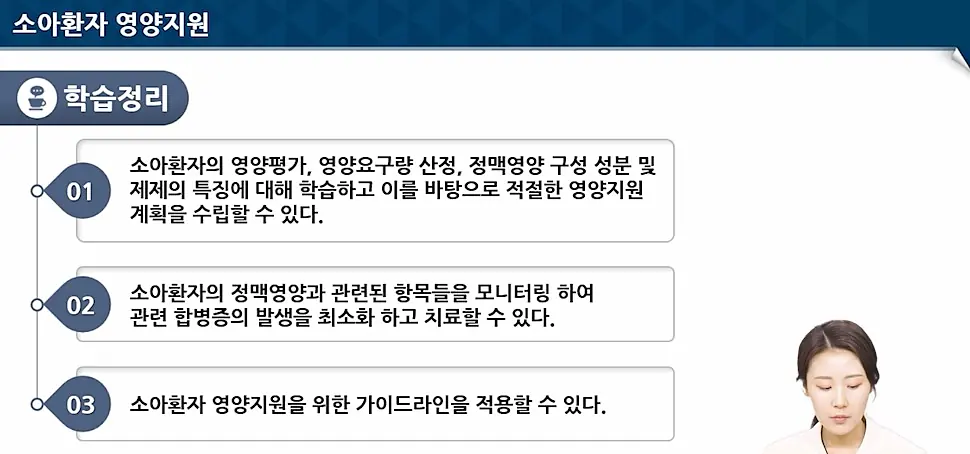 소아환자 영양지원
학습정리
01
소아환자의 영양평가, 영양요구량 산정, 정맥영양 구성 성분 및
제제의 특징에 대해 학습하고 이를 바탕으로 적절한 영양지원
계획을 수립할 수 있다.
02
소아환자의 정맥영양과 관련된 항목들을 모니터링 하여
관련 합병증의 발생을 최소화 하고 치료할 수 있다.
03
소아환자 영양지원을 위한 가이드라인을 적용할 수 있다.